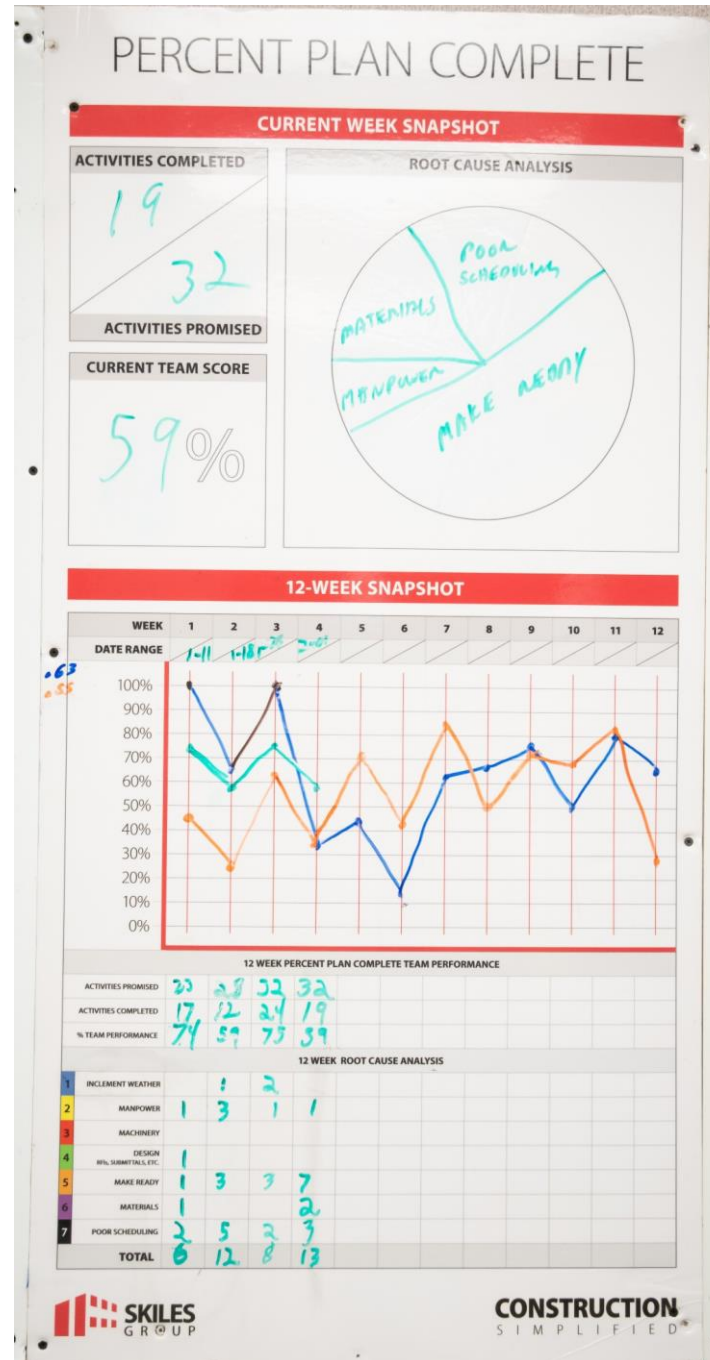 PERCENT PLAN COMPLETE
CURRENT WEEK SNAPSHOT
ACTIVITIES COMPLETED
19
32
ACTIVITIES PROMISED
CURRENT TEAM SCORE
59%
ROOT CAUSE ANALYSIS
POOR
SCHEDULING
MATERIALS
MANPOWER
MAKE READY
12-WEEK SNAPSHOT
WEEK 1 2 3 4 5 6 7 8 9 10 11 12
DATE RANGE 1-11 1-18
.63
.55
100%
90%
80%
70%
60%
50%
40%
30%
20%
10%
0%
12 WEEK PERCENT PLAN COMPLETE TEAM PERFORMANCE
ACTIVITIES PROMISED 23 28 32 32
ACTIVITIES COMPLETED 17 12 24 19
% TEAM PERFORMANCE 74 59 75 59
12 WEEK ROOT CAUSE ANALYSIS
1 INCLEMENT WEATHER 1 2
2 MANPOWER 1 3 1 1
3 MACHINERY
4 DESIGN 1
RFIs, SUBMITTALS, ETC.
5 MAKE READY 1 3 3 7
6 MATERIALS 1 2
7 POOR SCHEDULING 2 5 2 3
TOTAL 6 12 8 13
SKILES
GROUP
CONSTRUCTION
SIMPLIFIED